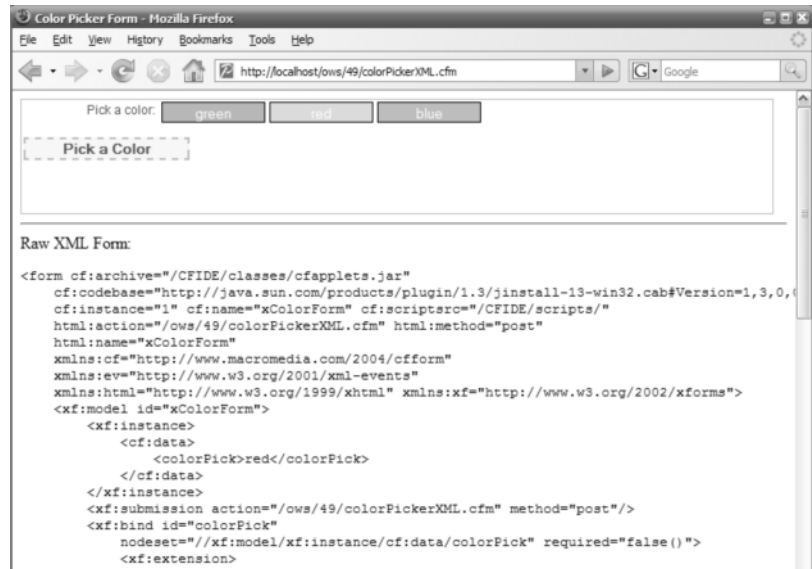 Color Picker Form - Mozilla Firefox
File Edit View History Bookmarks Tools Help
http://localhost/ows/49/colorPickerXML.cfm
G Google
Pick a color: green red blue
Pick a Color
Raw XML Form:
<form cf:archive="/CFIDE/classes/cfapplets.jar"
cf:codebase="http://java.sun.com/products/plugin/1.3/jinstall-13-win32.cab#Version=1,3,0,
cf:instance="1" cf:name="xColorForm" cf:scriptsrc="/CFIDE/scripts/"
html:action="/ows/49/colorPickerXML.cfm" html:method="post"
html:name="xColorForm"
xmlns:cf="http://www.macromedia.com/2004/cfform"
xmlns:ev="http://www.w3.org/2001/xml-events"
xmlns:html="http://www.w3.org/1999/xhtml" xmlns:xf="http://www.w3.org/2002/xforms">
<xf:model id="xColorForm">
<xf:instance>
<cf:data>
<colorPick>red</colorPick>
</cf:data>
</xf:instance>
<xf:submission action="/ows/49/colorPickerXML.cfm" method="post"/>
<xf:bind id="colorPick"
nodeset="//xf:model/xf:instance/cf:data/colorPick" required="false()">
<xf:extension>